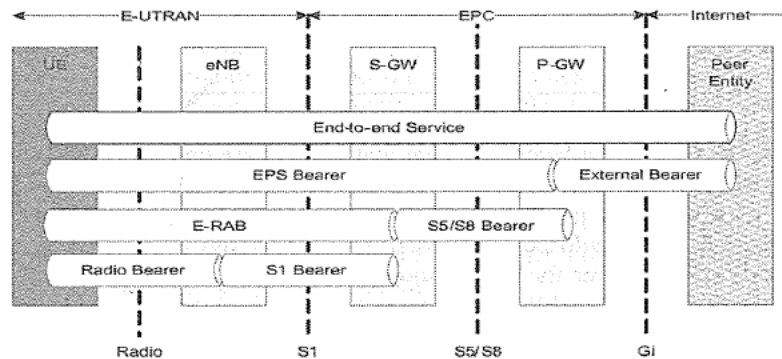 E-UTRAN EPC Internet
UE eNB S-GW P-GW Peer
Entity
End-to-end Service
EPS Bearer External Bearer
E-RAB S5/S8 Bearer
Radio Bearer S1 Bearer
Radio S1 S5/S8 Gi